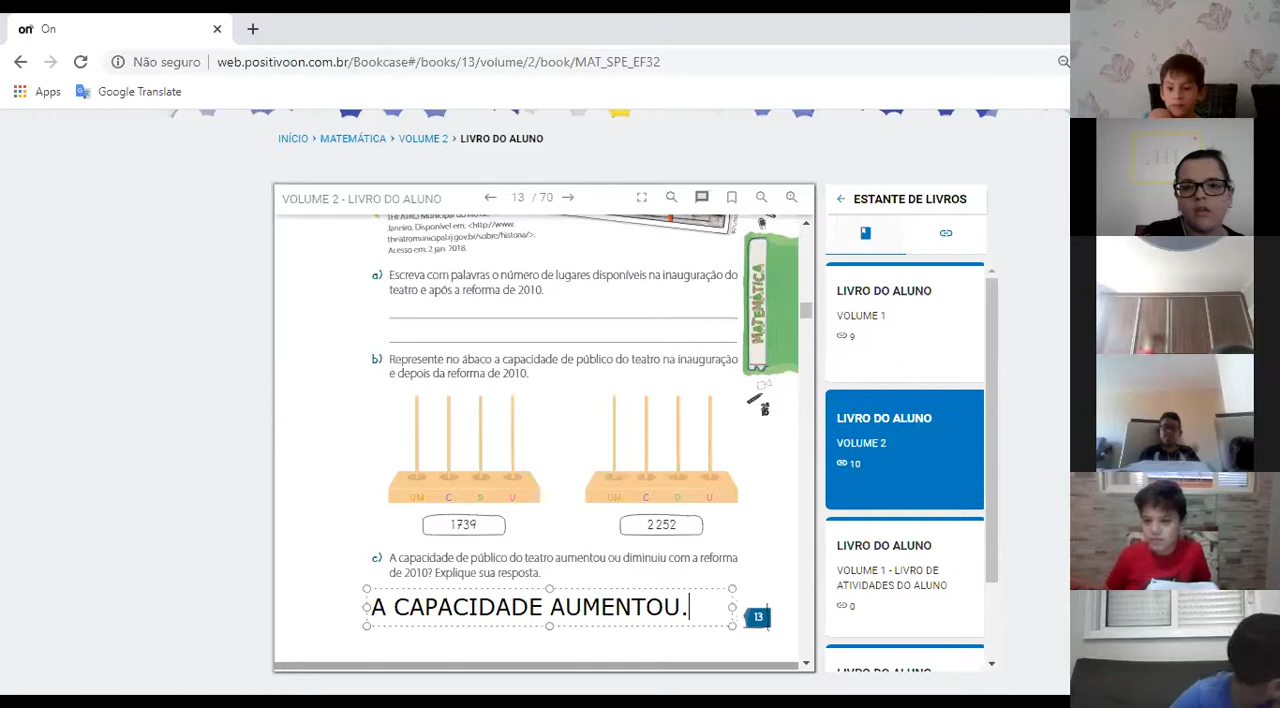 on On
Não seguro web.positivoon.com.br/Bookcase#/books/13/volume/2/book/MAT_SPE_EF32
Apps Google Translate
INÍCIO > MATEMÁTICA > VOLUME 2 > LIVRO DO ALUNO
VOLUME 2 - LIVRO DO ALUNO 13 / 70
Janeiro. Disponível em: <http://www.
theatromunicipal.rj.gov.br/sobre/historia/>.
Acesso em: 2 jan. 2018.
a) Escreva com palavras o número de lugares disponíveis na inauguração do
teatro e após a reforma de 2010.
b) Represente no ábaco a capacidade de público do teatro na inauguração
e depois da reforma de 2010.
UM C D U
UM C D U
1739
2 252
c) A capacidade de público do teatro aumentou ou diminuiu com a reforma
de 2010? Explique sua resposta.
A CAPACIDADE AUMENTOU.
13
MATEMÁTICA
ESTANTE DE LIVROS
LIVRO DO ALUNO
VOLUME 1
9
LIVRO DO ALUNO
VOLUME 2
10
LIVRO DO ALUNO
VOLUME 1 - LIVRO DE
ATIVIDADES DO ALUNO
0
LIVRO DO ALUNO